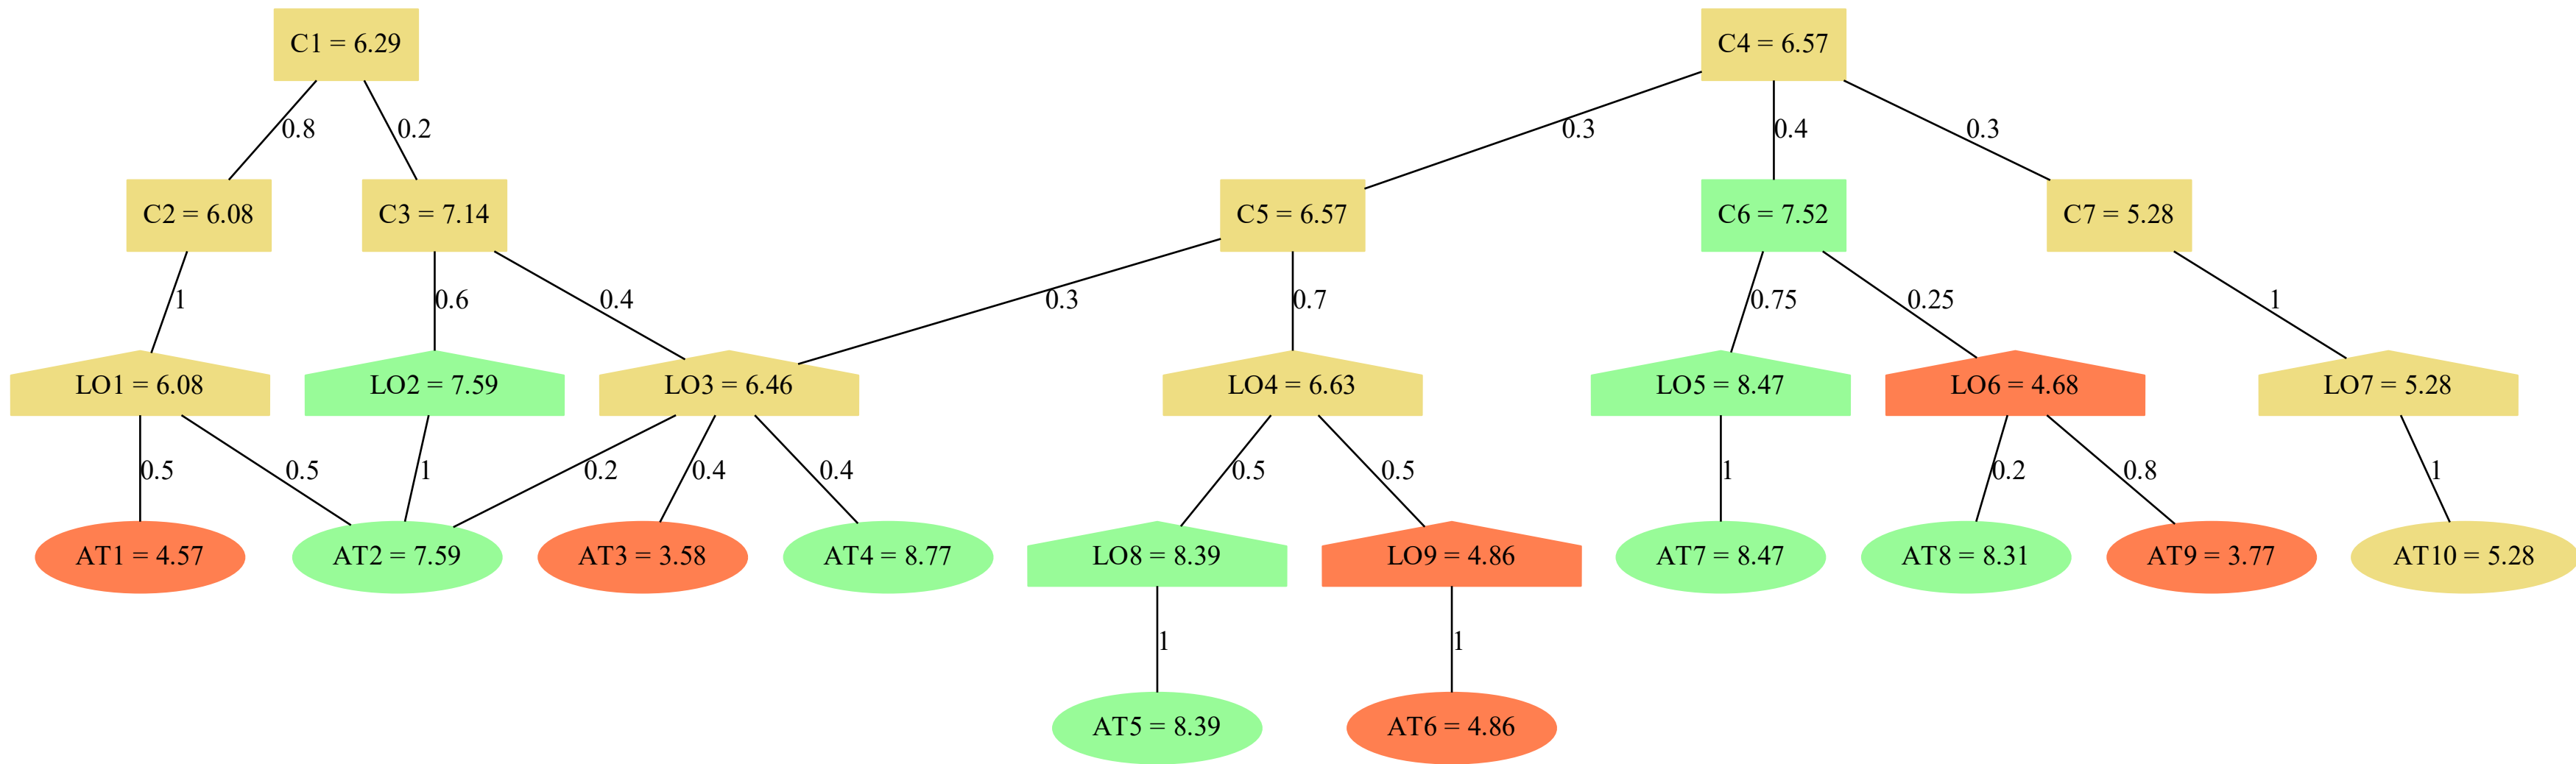 C1 = 6.29
C4 = 6.57
0.8
0.2
0.3
0.4
0.3
C2 = 6.08
C3 = 7.14
C5 = 6.57
C6 = 7.52
C7 = 5.28
1
0.6
0.4
0.3
0.7
0.75
0.25
1
LO1 = 6.08
LO2 = 7.59
LO3 = 6.46
LO4 = 6.63
LO5 = 8.47
LO6 = 4.68
LO7 = 5.28
0.5
0.5
1
0.2
0.4
0.4
0.5
0.5
1
0.2
0.8
1
AT1 = 4.57
AT2 = 7.59
AT3 = 3.58
AT4 = 8.77
LO8 = 8.39
LO9 = 4.86
AT7 = 8.47
AT8 = 8.31
AT9 = 3.77
AT10 = 5.28
1
1
AT5 = 8.39
AT6 = 4.86